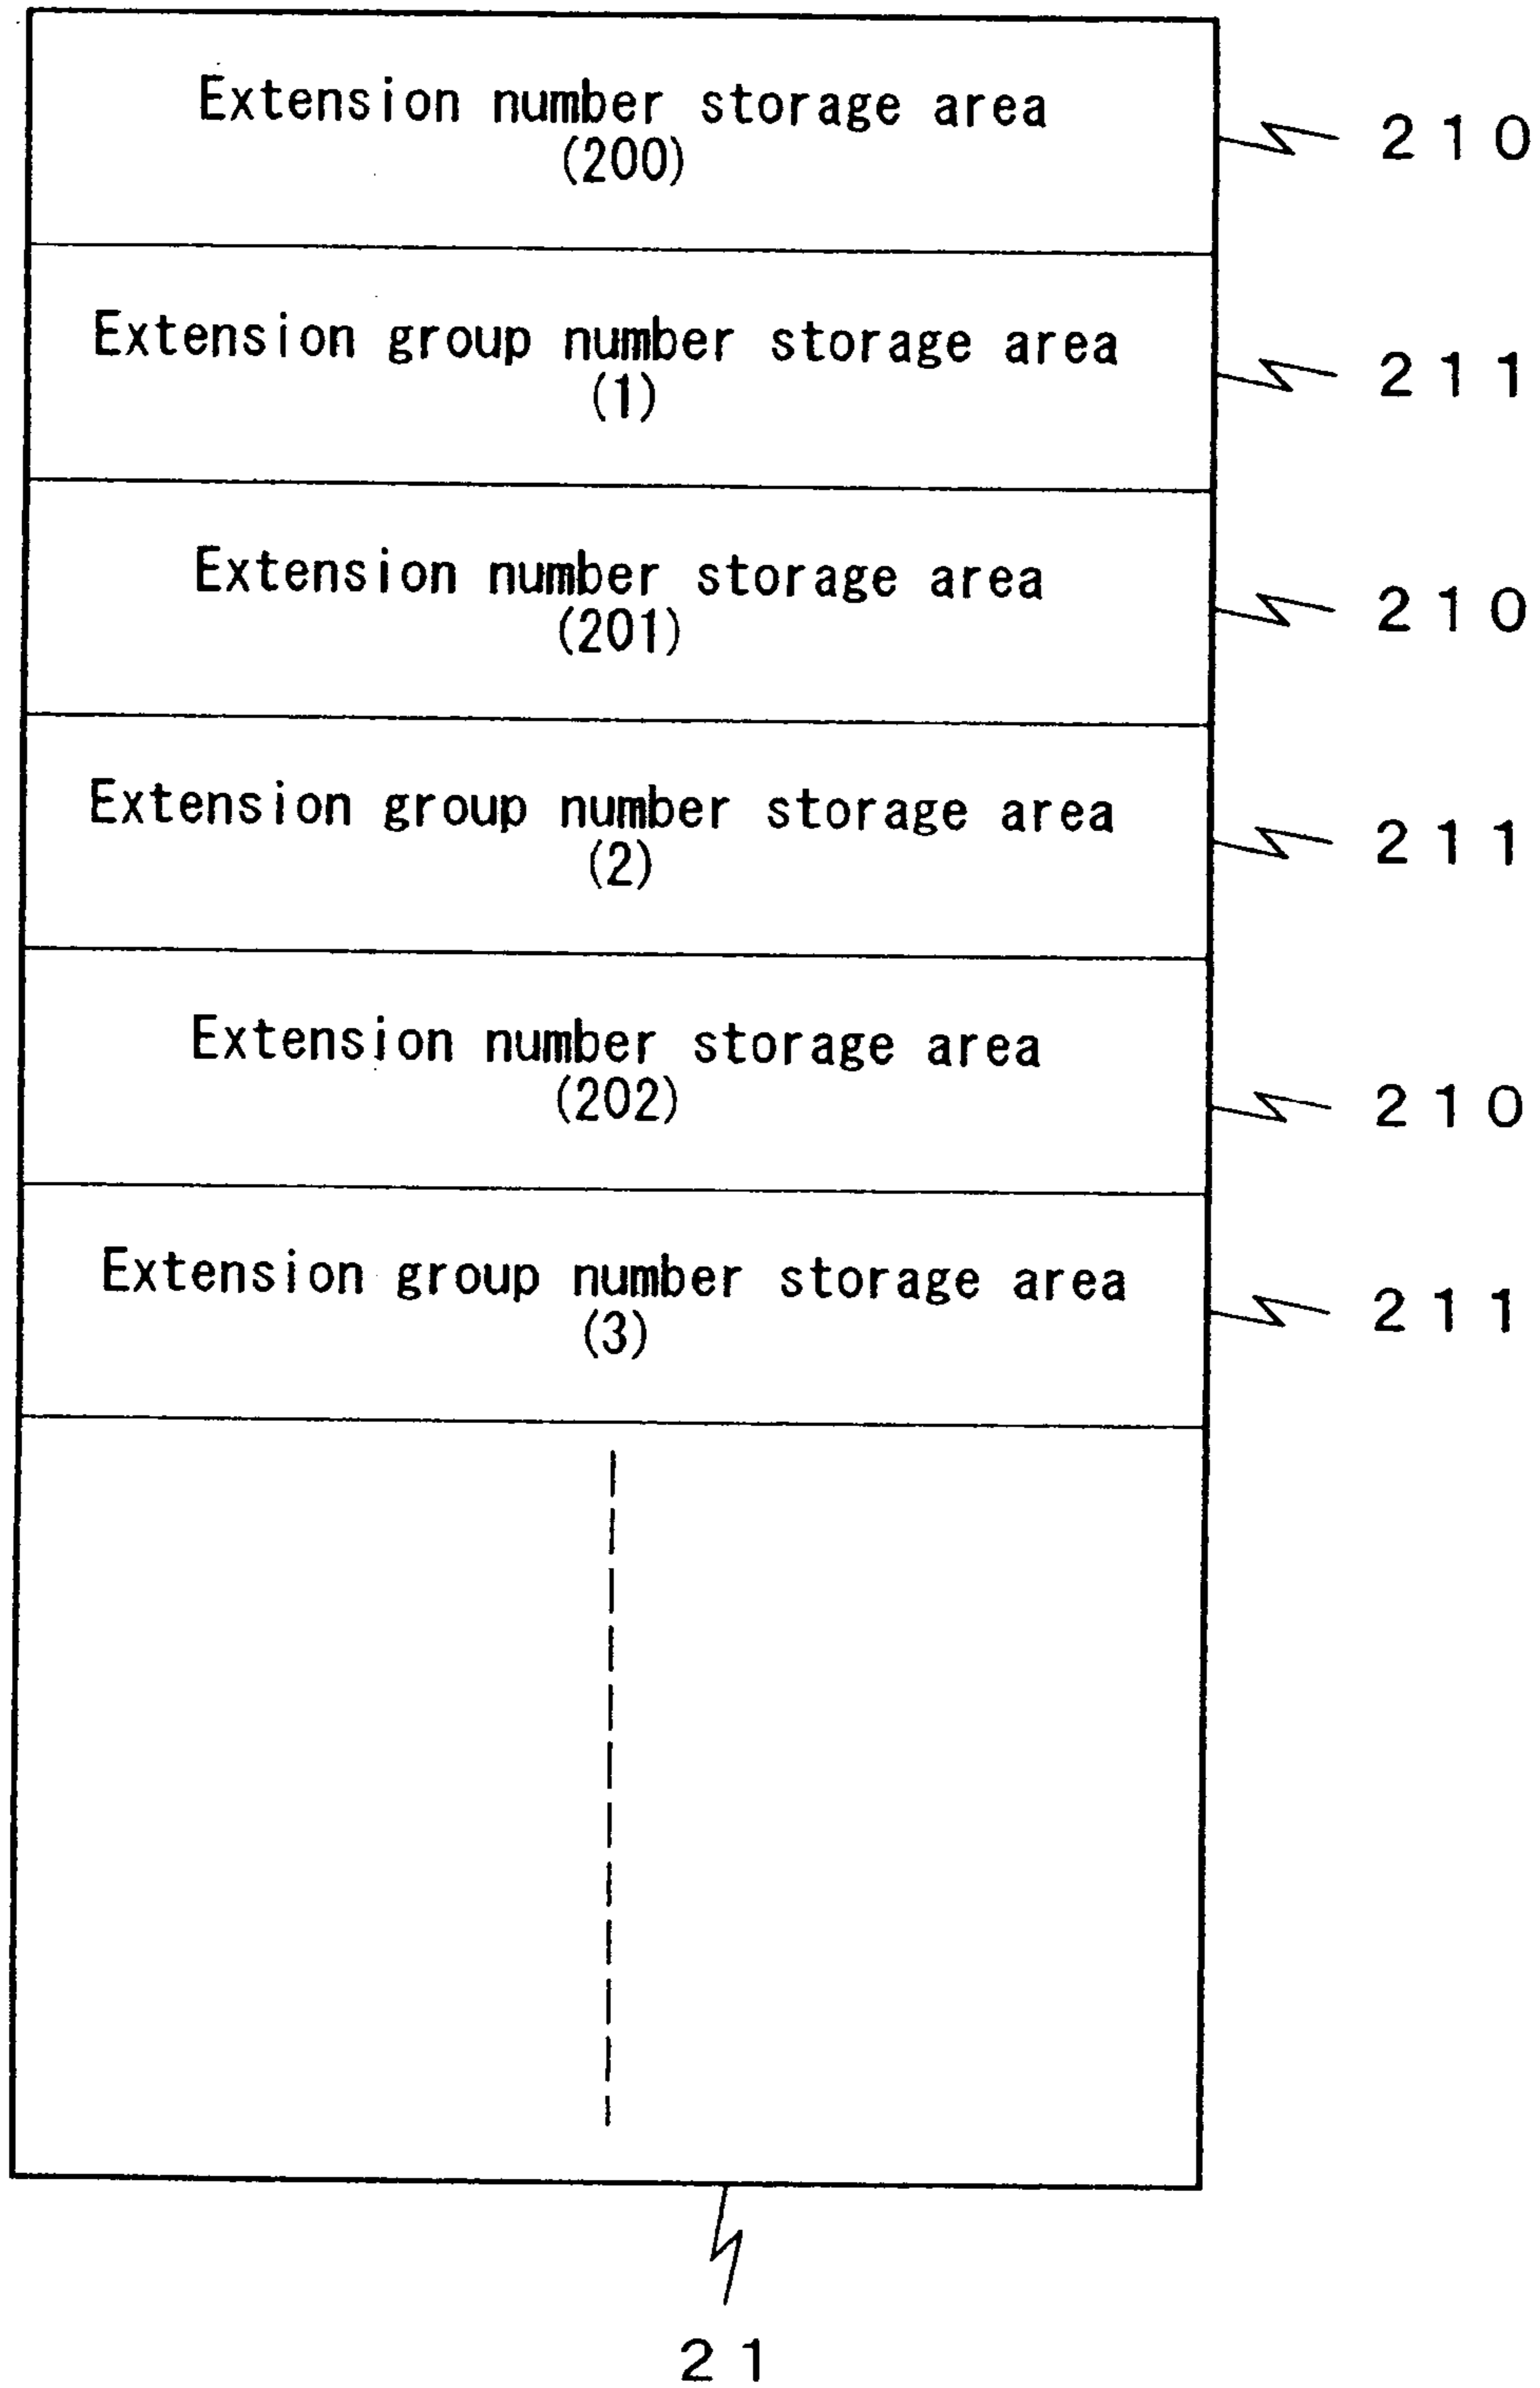 Extension number storage area
(200)
210
Extension group number storage area
(1)
211
Extension number storage area
(201)
210
Extension group number storage area
(2)
211
Extension number storage area
(202)
210
Extension group number storage area
(3)
211
21